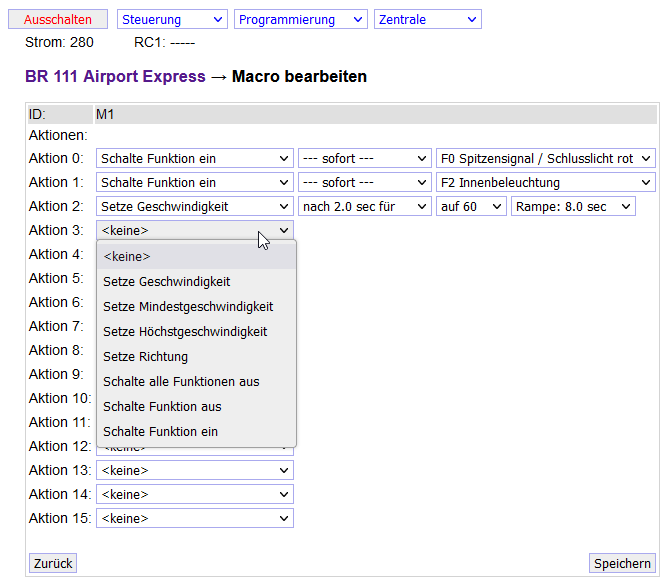 Ausschalten Steuerung Programmierung Zentrale
Strom: 280 RC1: -----
BR 111 Airport Express → Macro bearbeiten
ID: M1
Aktionen:
Aktion 0: Schalte Funktion ein --- sofort --- F0 Spitzensignal / Schlusslicht rot
Aktion 1: Schalte Funktion ein --- sofort --- F2 Innenbeleuchtung
Aktion 2: Setze Geschwindigkeit nach 2.0 sec für auf 60 Rampe: 8.0 sec
Aktion 3: <keine>
Aktion 4: <keine>
Aktion 5: Setze Geschwindigkeit
Aktion 6: Setze Mindestgeschwindigkeit
Aktion 7: Setze Höchstgeschwindigkeit
Aktion 8: Setze Richtung
Aktion 9: Schalte alle Funktionen aus
Aktion 10: Schalte Funktion aus
Aktion 11: Schalte Funktion ein
Aktion 12: <keine>
Aktion 13: <keine>
Aktion 14: <keine>
Aktion 15: <keine>
Zurück Speichern